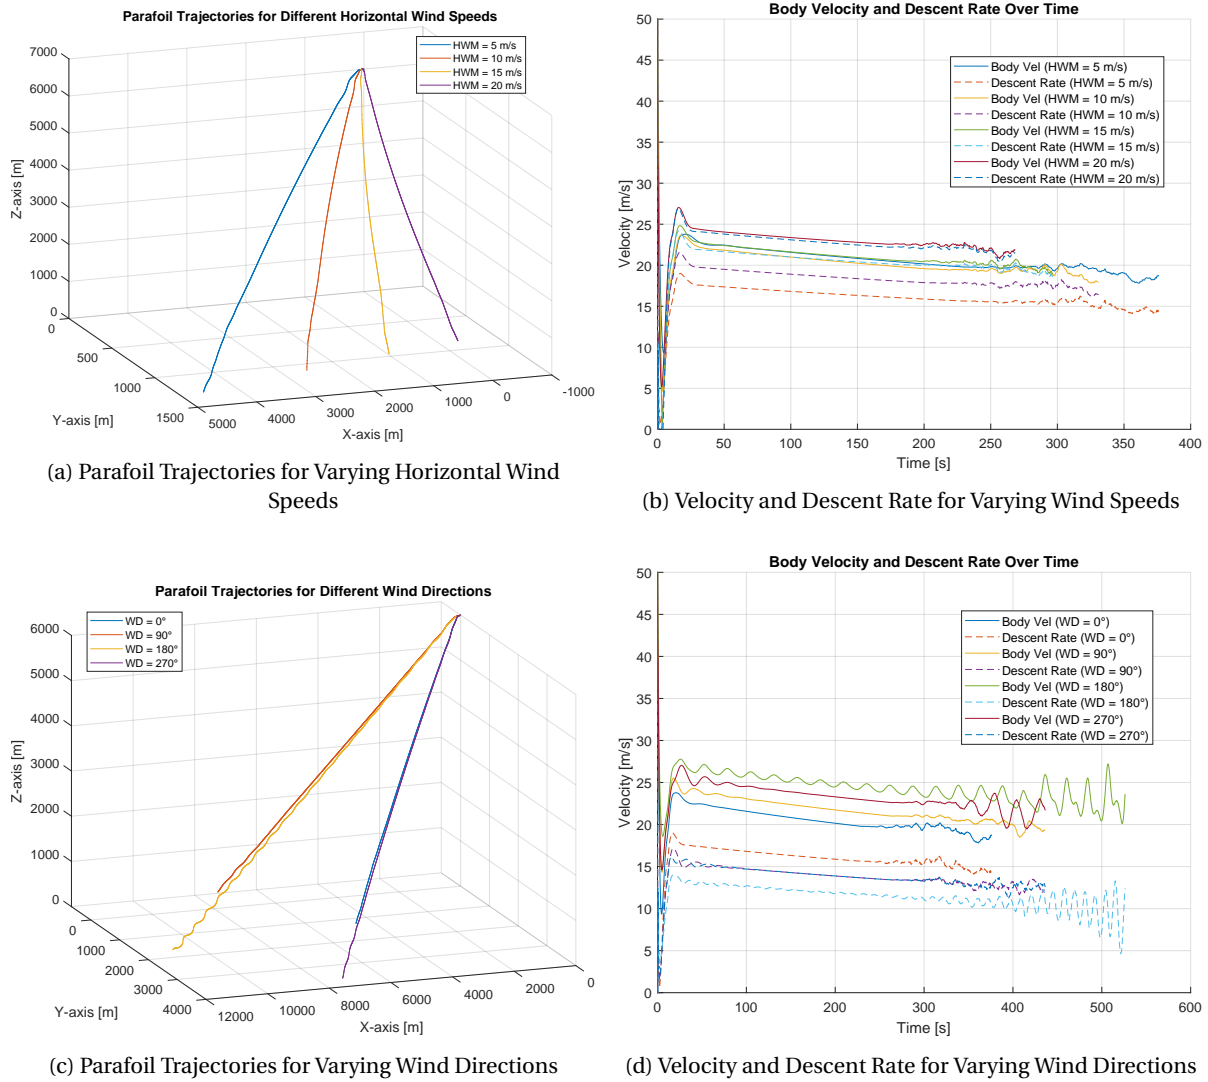 Parafoil Trajectories for Different Horizontal Wind Speeds
7000
6000
5000
4000
3000
2000
1000
0
Z-axis [m]
HWM = 5 m/s
HWM = 10 m/s
HWM = 15 m/s
HWM = 20 m/s
0
500
1000
1500
Y-axis [m]
5000
4000
3000
2000
1000
0
-1000
X-axis [m]
(a) Parafoil Trajectories for Varying Horizontal Wind
Speeds
Body Velocity and Descent Rate Over Time
50
45
40
35
30
25
20
15
10
5
0
Velocity [m/s]
Body Vel (HWM = 5 m/s)
Descent Rate (HWM = 5 m/s)
Body Vel (HWM = 10 m/s)
Descent Rate (HWM = 10 m/s)
Body Vel (HWM = 15 m/s)
Descent Rate (HWM = 15 m/s)
Body Vel (HWM = 20 m/s)
Descent Rate (HWM = 20 m/s)
0
50
100
150
200
250
300
350
400
Time [s]
(b) Velocity and Descent Rate for Varying Wind Speeds
Parafoil Trajectories for Different Wind Directions
6000
5000
4000
3000
2000
1000
0
Z-axis [m]
WD = 0°
WD = 90°
WD = 180°
WD = 270°
0
1000
2000
3000
4000
Y-axis [m]
12000
10000
8000
6000
4000
2000
0
X-axis [m]
(c) Parafoil Trajectories for Varying Wind Directions
Body Velocity and Descent Rate Over Time
50
45
40
35
30
25
20
15
10
5
0
Velocity [m/s]
Body Vel (WD = 0°)
Descent Rate (WD = 0°)
Body Vel (WD = 90°)
Descent Rate (WD = 90°)
Body Vel (WD = 180°)
Descent Rate (WD = 180°)
Body Vel (WD = 270°)
Descent Rate (WD = 270°)
0
100
200
300
400
500
600
Time [s]
(d) Velocity and Descent Rate for Varying Wind Directions